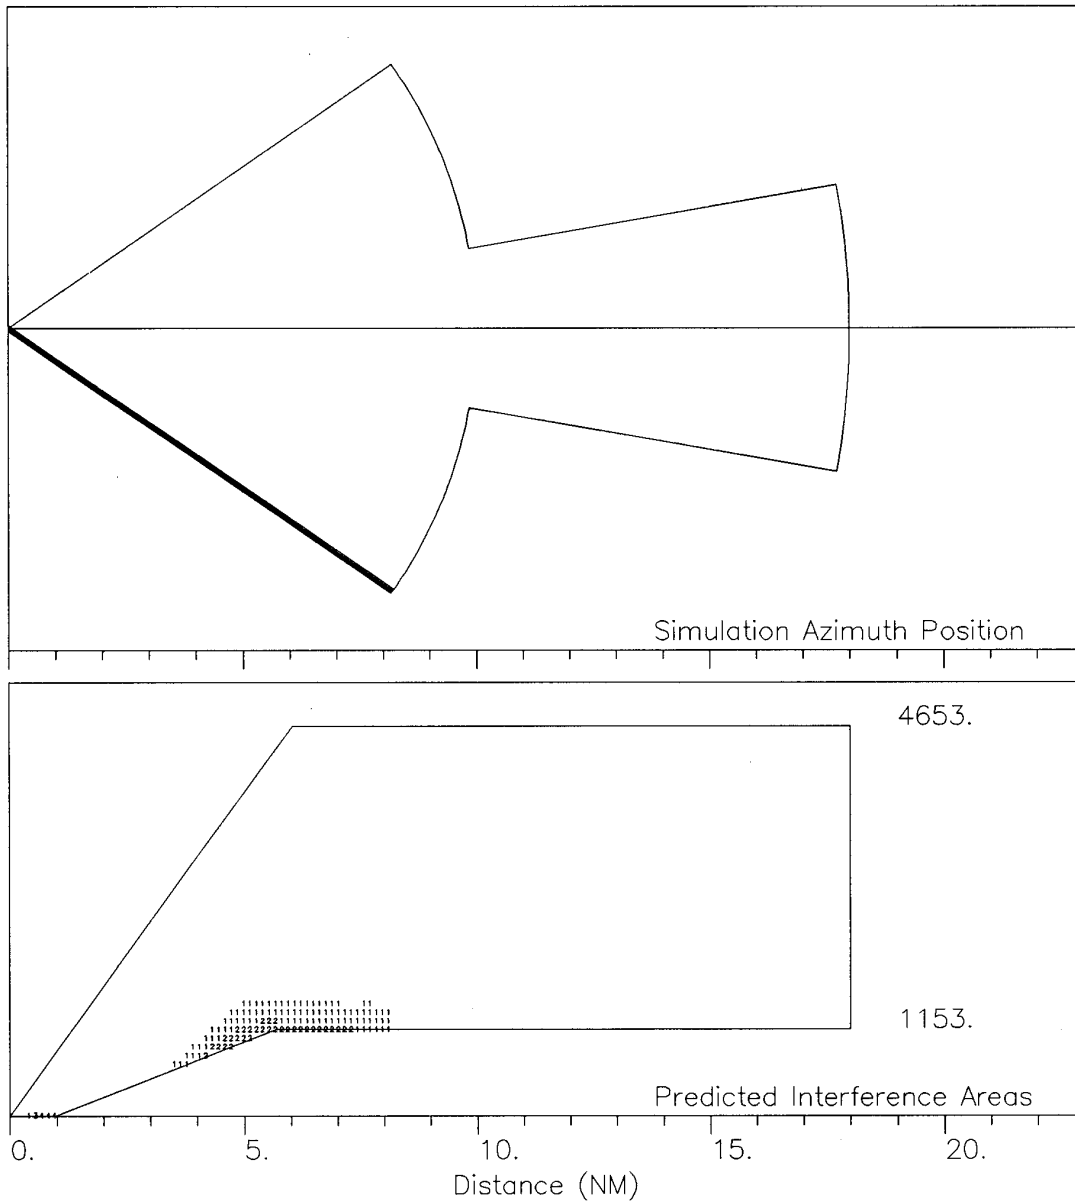 Simulation Azimuth Position
4653.
1153.
Predicted Interference Areas
0. 5. 10. 15. 20.
Distance (NM)